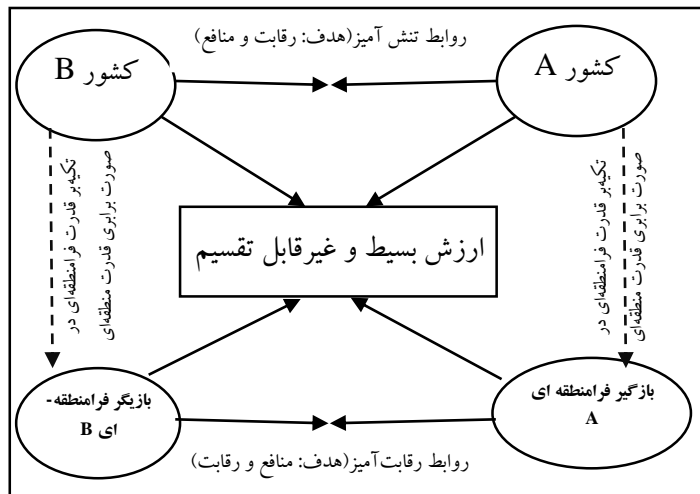 روابط تنش آمیز(هدف: رقابت و منافع)
کشور A
کشور B
تکیه‌بر قدرت فرامنطقه‌ای در
صورت برابری قدرت منطقه‌ای
ارزش بسیط و غیرقابل تقسیم
تکیه‌بر قدرت فرامنطقه‌ای در
صورت برابری قدرت منطقه‌ای
بازگیر فرامنطقه ای
A
بازیگر فرامنطقه-
ای B
روابط رقابت‌آمیز(هدف: منافع و رقابت)